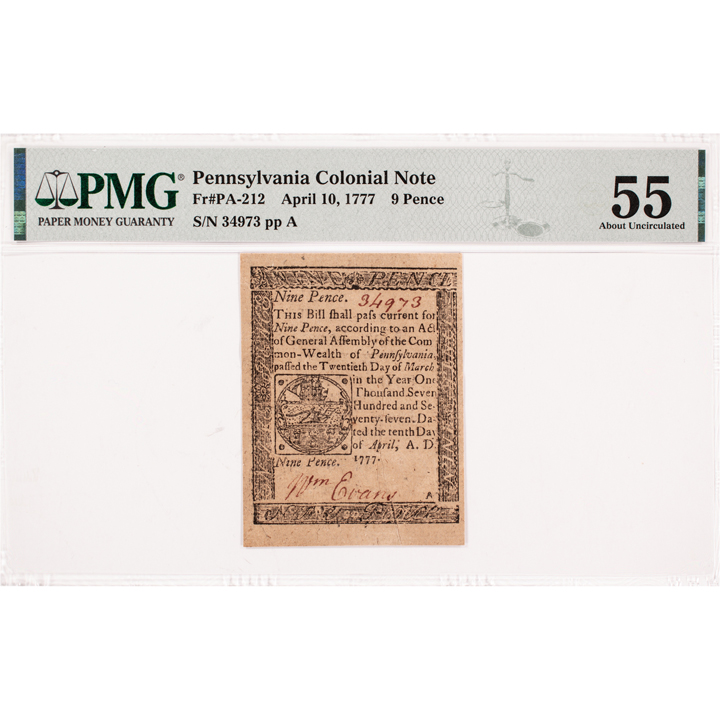 PMG®
PAPER MONEY GUARANTY
Pennsylvania Colonial Note
Fr#PA-212 April 10, 1777 9 Pence
S/N 34973 pp A
55
About Uncirculated
PENCE
Nine Pence. 34973
THIS Bill ſhall paſs current for
Nine Pence, according to an Act
of General Aſſembly of the Com
mon-Wealth of Pennſylvania,
paſſed the Twentieth Day of March
in the Year One
Thouſand Seven
Hundred and Se-
venty-ſeven. Da-
ted the tenth Day
of April, A. D.
Nine Pence. 1777.
Wm Evans
A